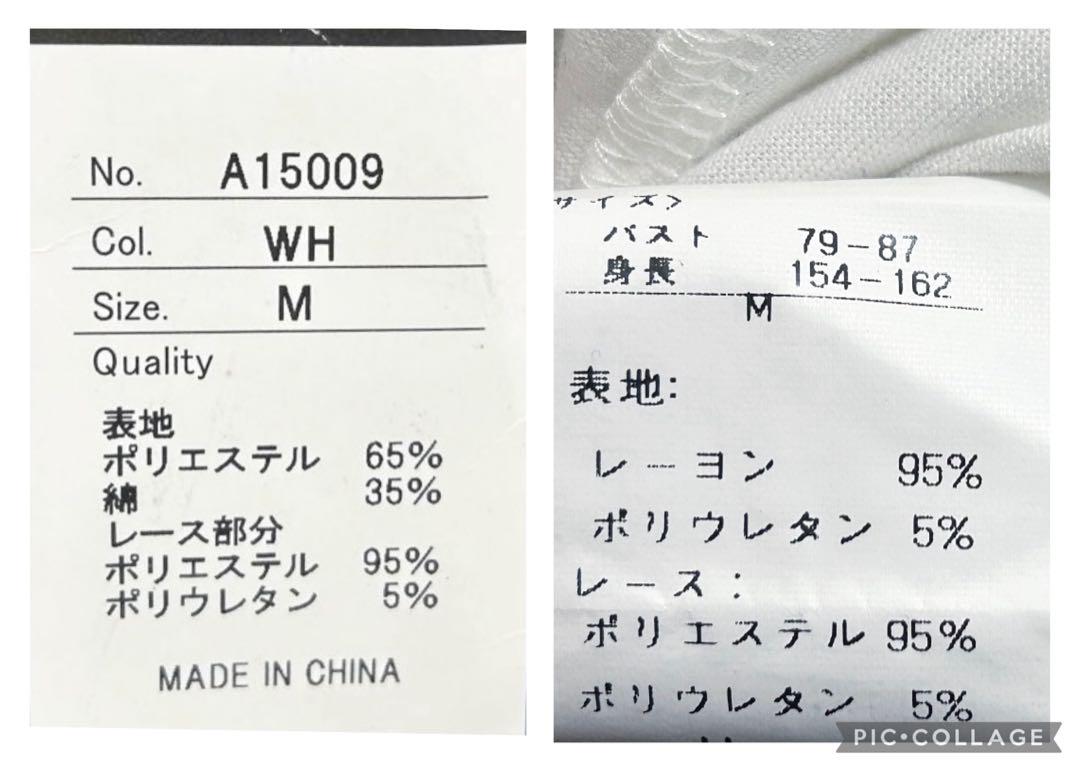 No. A15009
Col. WH
Size. M
Quality
表地
ポリエステル 65%
綿 35%
レース部分
ポリエステル 95%
ポリウレタン 5%
MADE IN CHINA
サイズ>
バスト 79-87
身長 154-162
M
表地:
レーヨン 95%
ポリウレタン 5%
レース:
ポリエステル 95%
ポリウレタン 5%
PIC•COLLAGE